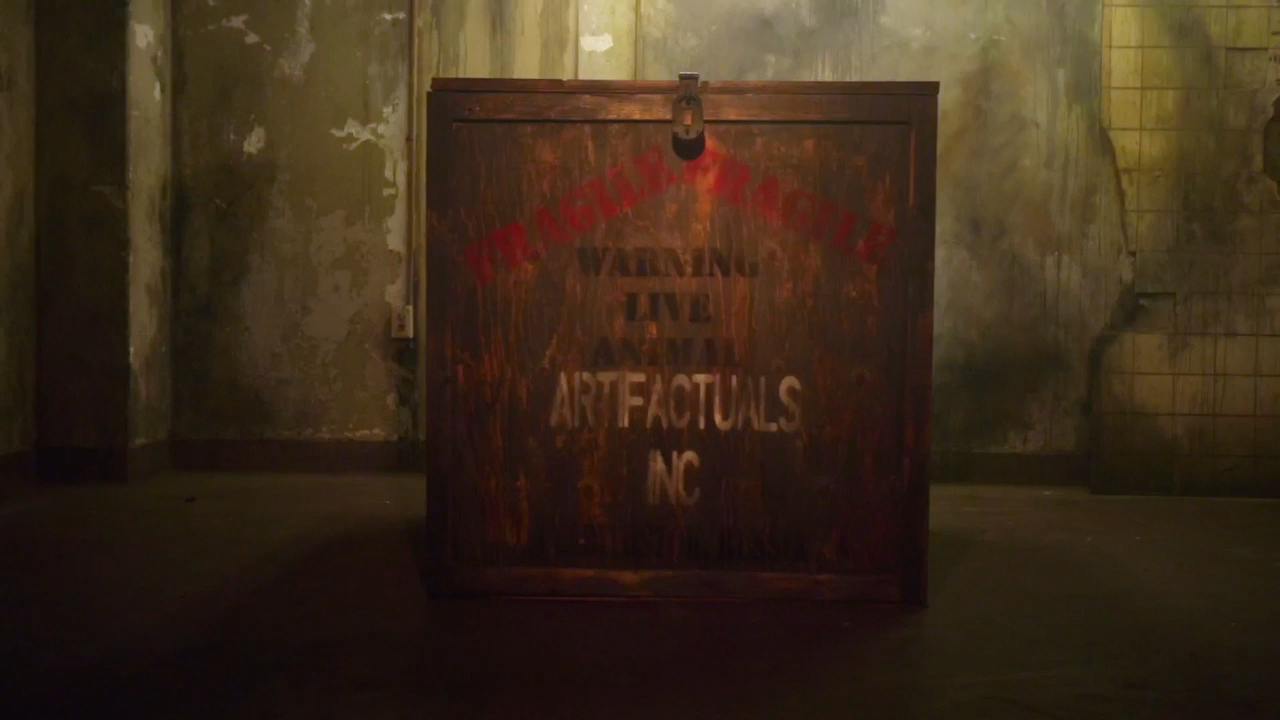 FRAGILE FRAGILE
WARNING
LIVE
ANIMAL
ARTIFACTUALS
INC